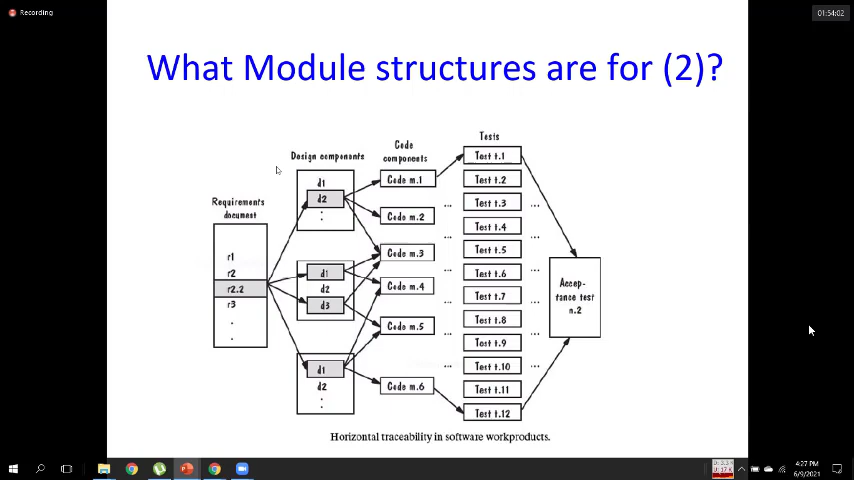 Recording
01:54:02
What Module structures are for (2)?
Requirements
document
r1
r2
r2.2
r3
.
.
Design components
d1
d2
:
d1
d2
d3
d1
d2
:
Code
components
Code m.1
Code m.2
Code m.3
Code m.4
Code m.5
Code m.6
...
...
...
...
...
...
Tests
Test t.1
Test t.2
Test t.3
Test t.4
Test t.5
Test t.6
Test t.7
Test t.8
Test t.9
Test t.10
Test t.11
Test t.12
...
...
...
...
...
...
Accep-
tance test
n.2
Horizontal traceability in software workproducts.
4:27 PM
6/9/2021